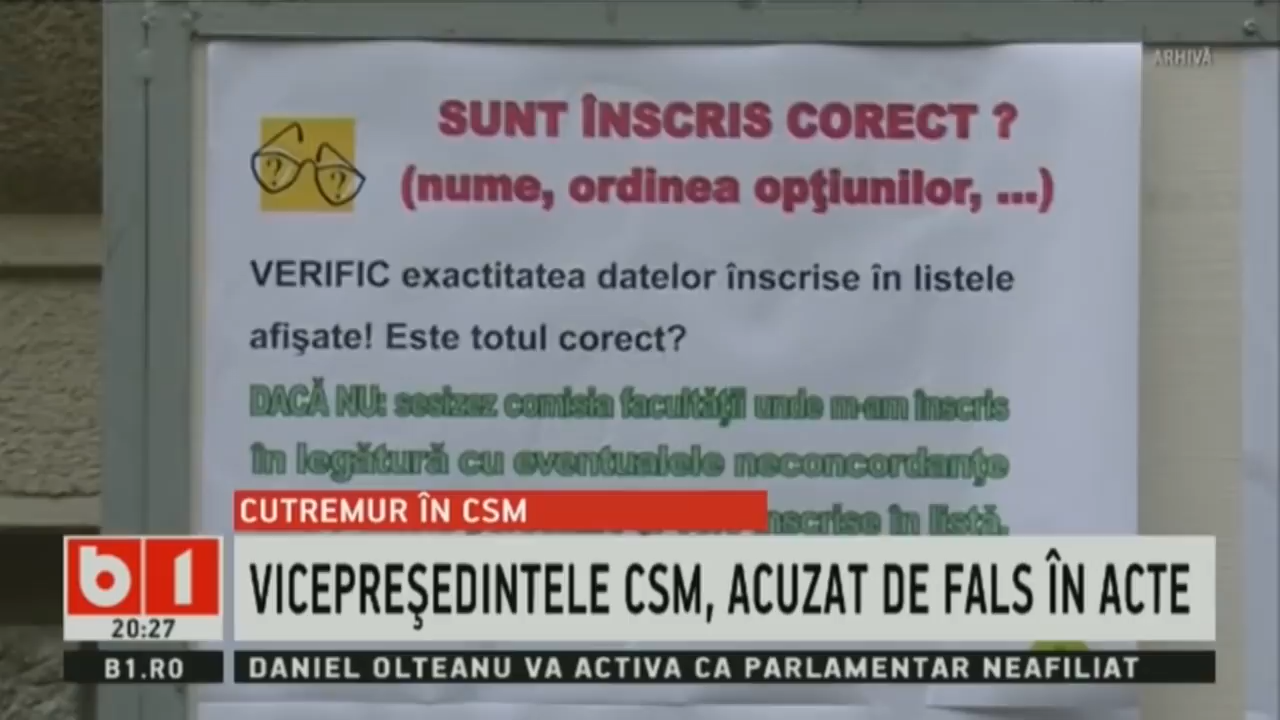 ARHIVĂ
SUNT ÎNSCRIS CORECT ?
(nume, ordinea opţiunilor, ...)
? ?
VERIFIC exactitatea datelor înscrise în listele
afişate! Este totul corect?
DACĂ NU: sesizez comisia facultăţii unde m-am înscris
în legătură cu eventualele neconcordanţe
nscrise în listă.
CUTREMUR ÎN CSM
b1
VICEPREŞEDINTELE CSM, ACUZAT DE FALS ÎN ACTE
20:27
B1.RO
DANIEL OLTEANU VA ACTIVA CA PARLAMENTAR NEAFILIAT